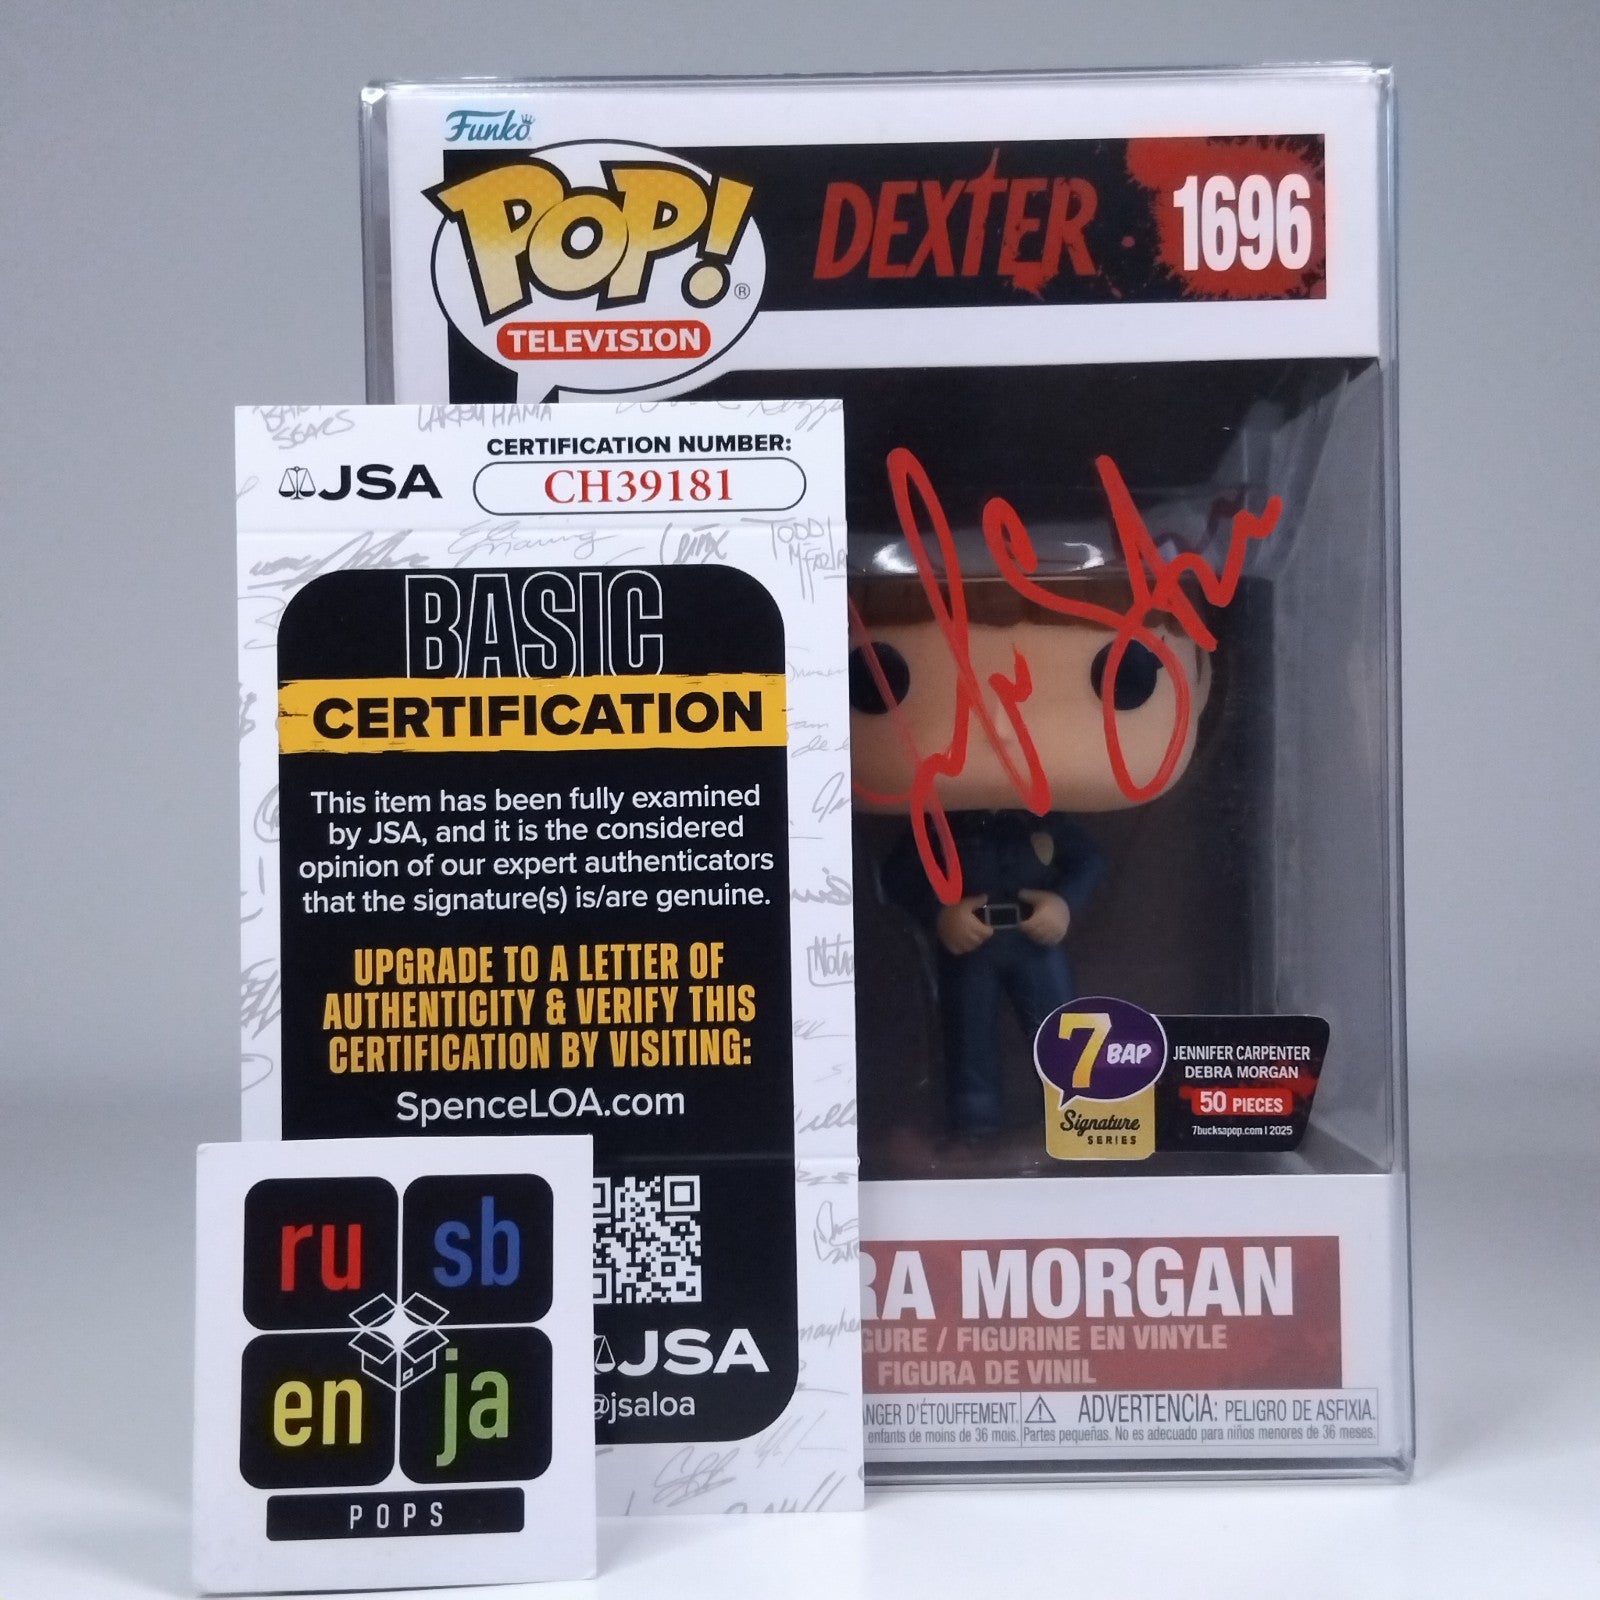 Funko
POP!®
TELEVISION
DEXTER
1696
JSA
CERTIFICATION NUMBER:
CH39181
LARRY HAMA
BASIC
CERTIFICATION
This item has been fully examined
by JSA, and it is the considered
opinion of our expert authenticators
that the signature(s) is/are genuine.
UPGRADE TO A LETTER OF
AUTHENTICITY & VERIFY THIS
CERTIFICATION BY VISITING:
SpenceLOA.com
JSA
@jsaloa
7 BAP
Signature
SERIES
JENNIFER CARPENTER
DEBRA MORGAN
50 PIECES
7bucksapop.com | 2025
RA MORGAN
GURE / FIGURINE EN VINYLE
FIGURA DE VINIL
NGER D'ÉTOUFFEMENT.
enfants de moins de 36 mois.
ADVERTENCIA: PELIGRO DE ASFIXIA.
Partes pequeñas. No es adecuado para niños menores de 36 meses.
ru sb
en ja
POPS